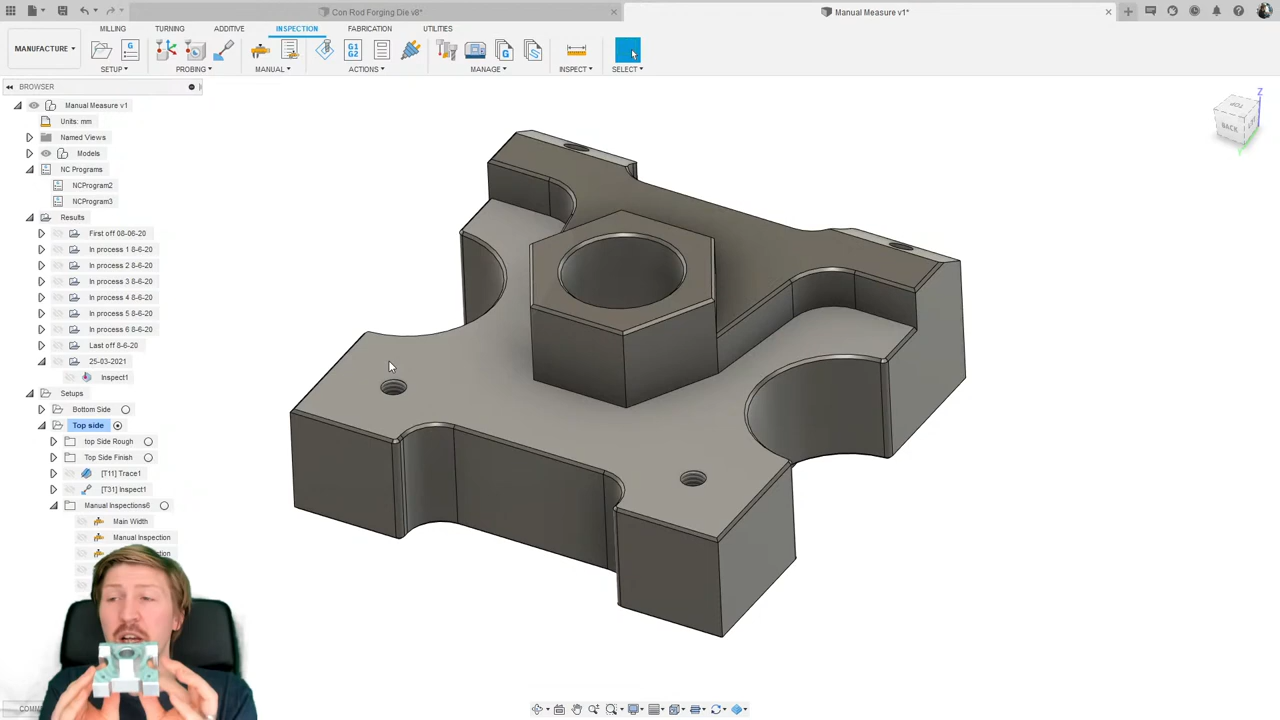 Con Rod Forging Die v8*
Manual Measure v1*
MANUFACTURE
MILLING TURNING ADDITIVE INSPECTION FABRICATION UTILITIES
G1
G2
SETUP PROBING MANUAL ACTIONS MANAGE INSPECT SELECT
BROWSER
Manual Measure v1
Units: mm
Named Views
Models
NC Programs
NCProgram2
NCProgram3
Results
First off 08-06-20
In process 1 8-6-20
In process 2 8-6-20
In process 3 8-6-20
In process 4 8-6-20
In process 5 8-6-20
In process 6 8-6-20
Last off 8-6-20
25-03-2021
Inspect1
Setups
Bottom Side
Top side
top Side Rough
Top Side Finish
[T11] Trace1
[T31] Inspect1
Manual Inspections6
Main Width
Manual Inspection
Z
TOP
BACK